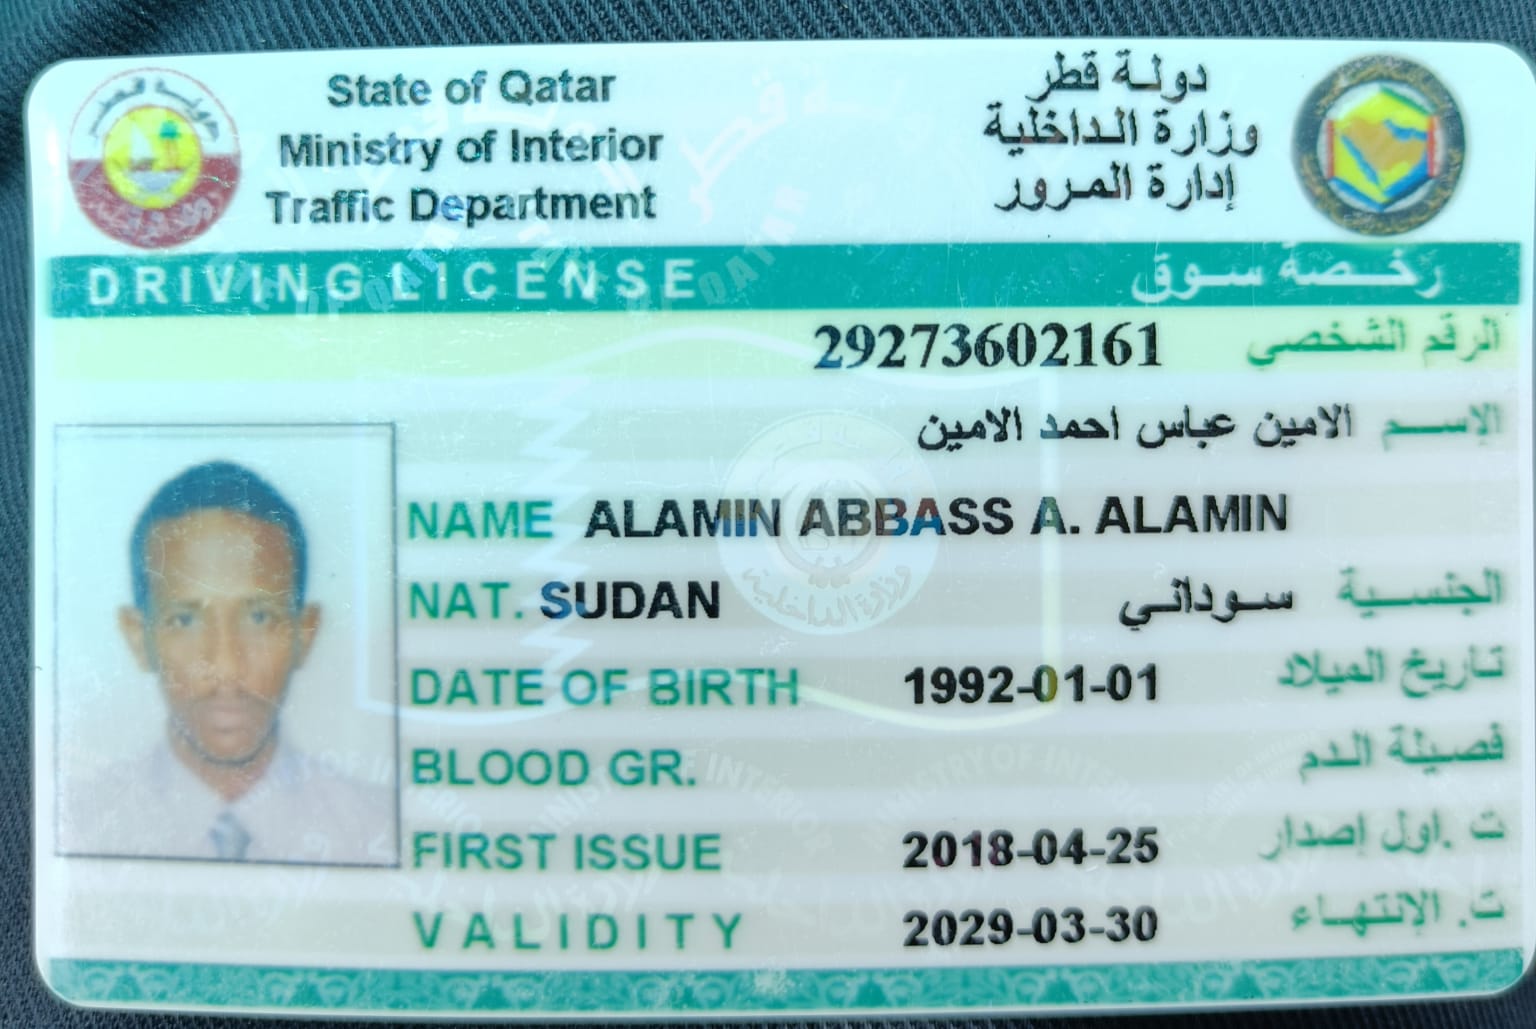 State of Qatar
Ministry of Interior
Traffic Department
دولة قطر
وزارة الداخلية
إدارة المرور
DRIVING LICENSE رخصة سوق
29273602161 الرقم الشخصي
الإسم الامين عباس احمد الامين
NAME ALAMIN ABBASS A. ALAMIN
NAT. SUDAN الجنسية سوداني
DATE OF BIRTH 1992-01-01 تاريخ الميلاد
BLOOD GR. فصيلة الدم
FIRST ISSUE 2018-04-25 ت .اول إصدار
VALIDITY 2029-03-30 ت. الإنتهاء